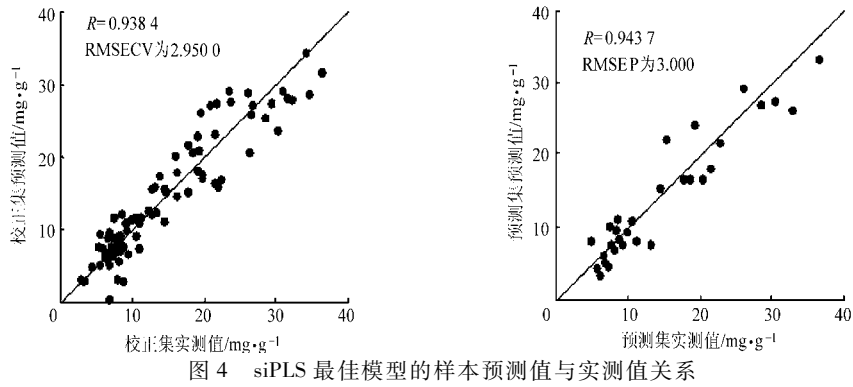 40
R=0.938 4
RMSECV为2.950 0
30
20
10
校正集预测值/mg·g⁻¹
0
10
20
30
40
校正集实测值/mg·g⁻¹
40
R=0.943 7
RMSEP为3.000
30
20
10
预测集预测值/mg·g⁻¹
0
10
20
30
40
预测集实测值/mg·g⁻¹
图 4 siPLS 最佳模型的样本预测值与实测值关系